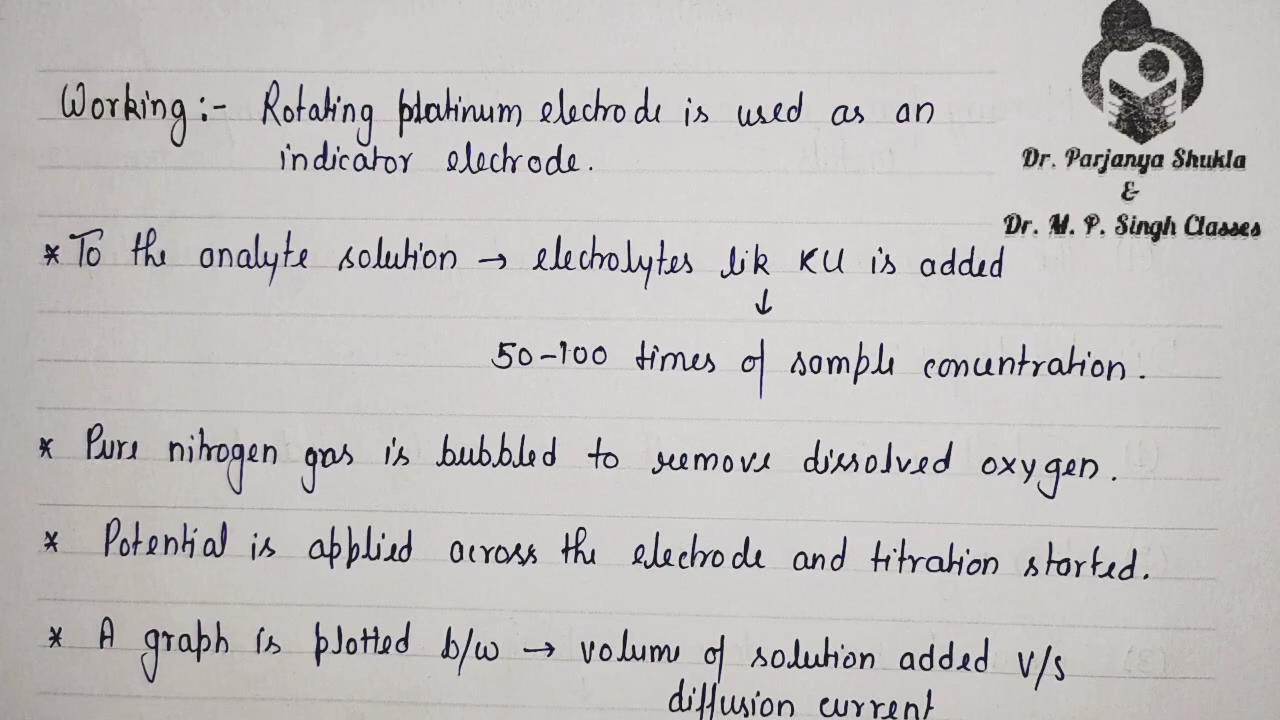 Working :- Rotating platinum electrode is used as an
indicator electrode.
Dr. Parjanya Shukla
&
Dr. M. P. Singh Classes
* To the analyte solution → electrolytes like KCl is added
↓
50-100 times of sample concentration.
* Pure nitrogen gas is bubbled to remove dissolved oxygen.
* Potential is applied across the electrode and titration started.
* A graph is plotted b/w → volume of solution added v/s
diffusion current